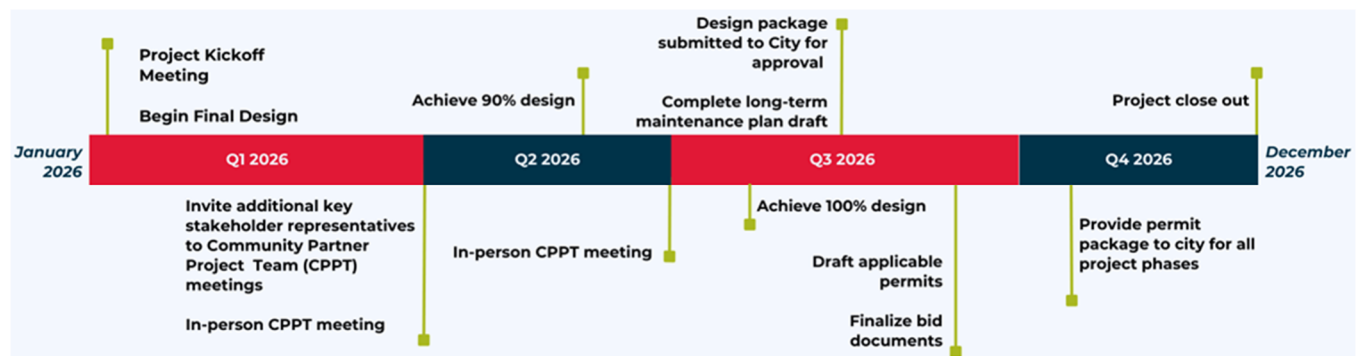 Project Kickoff
Meeting
Begin Final Design
Achieve 90% design
Design package
submitted to City for
approval
Complete long-term
maintenance plan draft
Project close out
January
2026
Q1 2026
Q2 2026
Q3 2026
Q4 2026
December
2026
Invite additional key
stakeholder representatives
to Community Partner
Project Team (CPPT)
meetings
In-person CPPT meeting
In-person CPPT meeting
Achieve 100% design
Draft applicable
permits
Finalize bid
documents
Provide permit
package to city for all
project phases